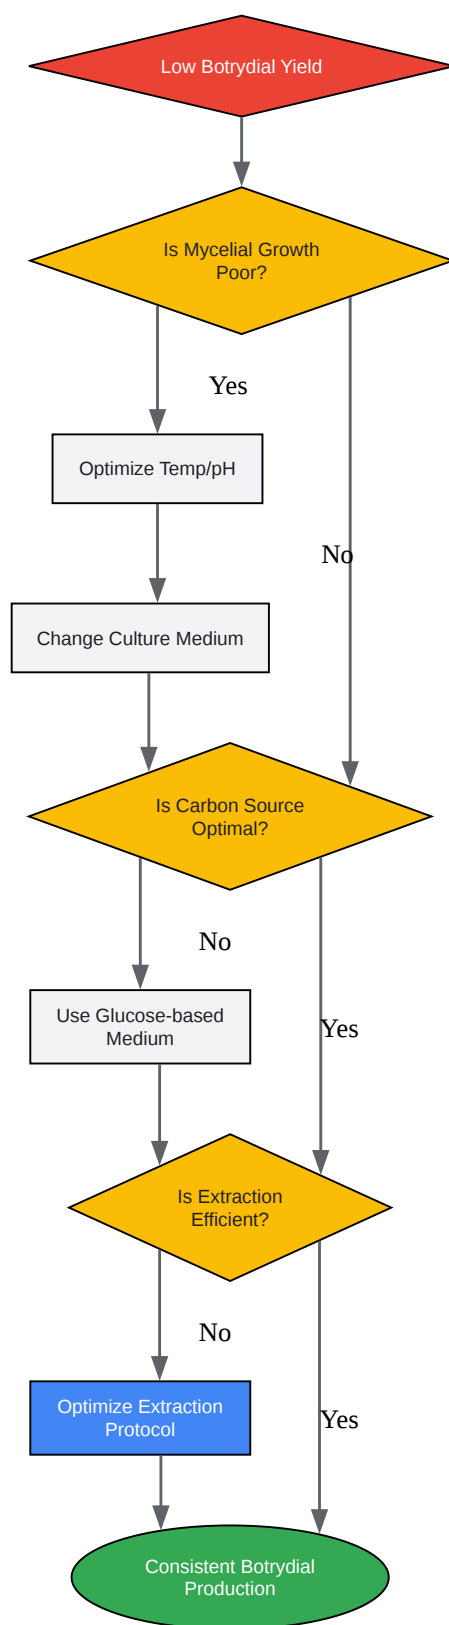 Low Botrydial Yield
Is Mycelial Growth
Poor?
Yes
Optimize Temp/pH
No
Change Culture Medium
Is Carbon Source
Optimal?
No
Use Glucose-based
Medium
Yes
Is Extraction
Efficient?
No
Optimize Extraction
Protocol
Yes
Consistent Botrydial
Production